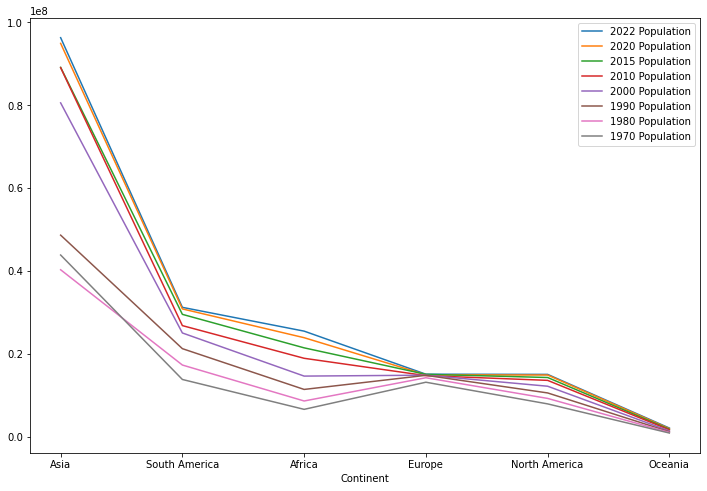 1e8
1.0
0.8
0.6
0.4
0.2
0.0
2022 Population
2020 Population
2015 Population
2010 Population
2000 Population
1990 Population
1980 Population
1970 Population
Asia South America Africa Europe North America Oceania
Continent